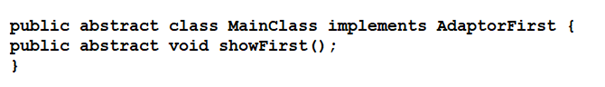 public abstract class MainClass implements AdaptorFirst {
public abstract void showFirst();
}